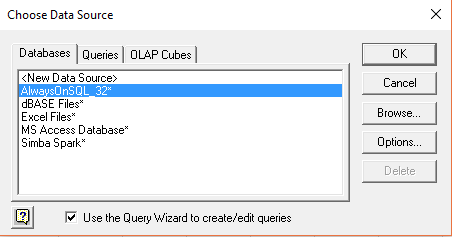 Choose Data Source
Databases Queries OLAP Cubes
<New Data Source>
AlwaysOnSQL_32*
dBASE Files*
Excel Files*
MS Access Database*
Simba Spark*
OK
Cancel
Browse...
Options...
Delete
Use the Query Wizard to create/edit queries